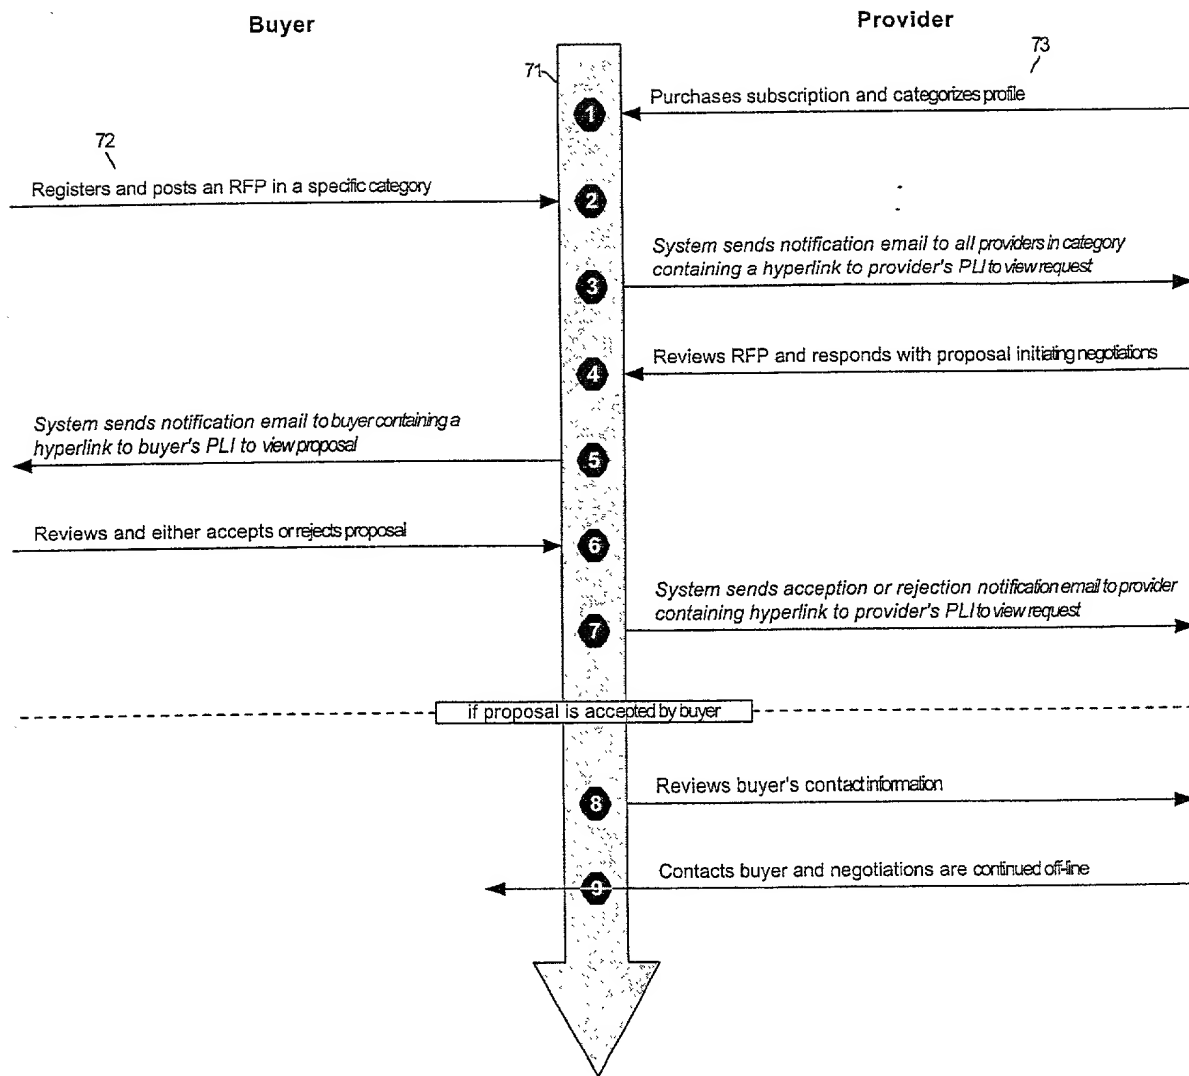 Buyer
Provider
71
73
Purchases subscription and categorizes profile
1
72
Registers and posts an RFP in a specific category
2
System sends notification email to all providers in category
containing a hyperlink to provider's PLI to view request
3
Reviews RFP and responds with proposal initiating negotiations
4
System sends notification email to buyer containing a
hyperlink to buyer's PLI to view proposal
5
Reviews and either accepts or rejects proposal
6
System sends acception or rejection notification email to provider
containing hyperlink to provider's PLI to view request
7
if proposal is accepted by buyer
Reviews buyer's contact information
8
Contacts buyer and negotiations are continued off-line
9